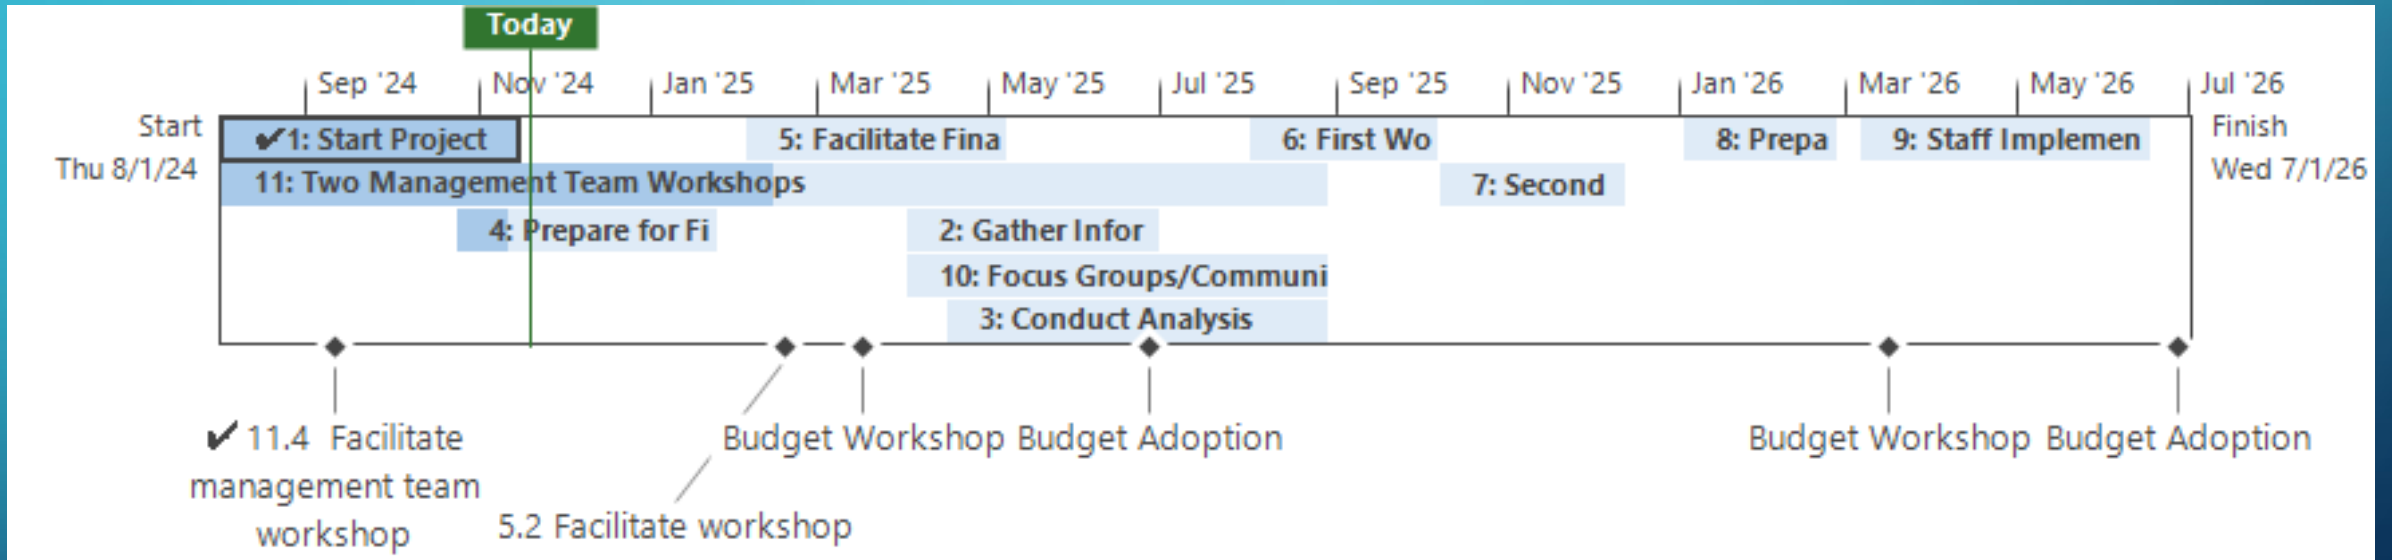 Today
Sep '24 Nov '24 Jan '25 Mar '25 May '25 Jul '25 Sep '25 Nov '25 Jan '26 Mar '26 May '26 Jul '26
Start
Thu 8/1/24
✔1: Start Project 5: Facilitate Fina 6: First Wo 8: Prepa 9: Staff Implemen
Finish
Wed 7/1/26
11: Two Management Team Workshops 7: Second
4: Prepare for Fi 2: Gather Infor
10: Focus Groups/Communi
3: Conduct Analysis
✔ 11.4 Facilitate
management team
workshop
5.2 Facilitate workshop
Budget Workshop Budget Adoption Budget Workshop Budget Adoption